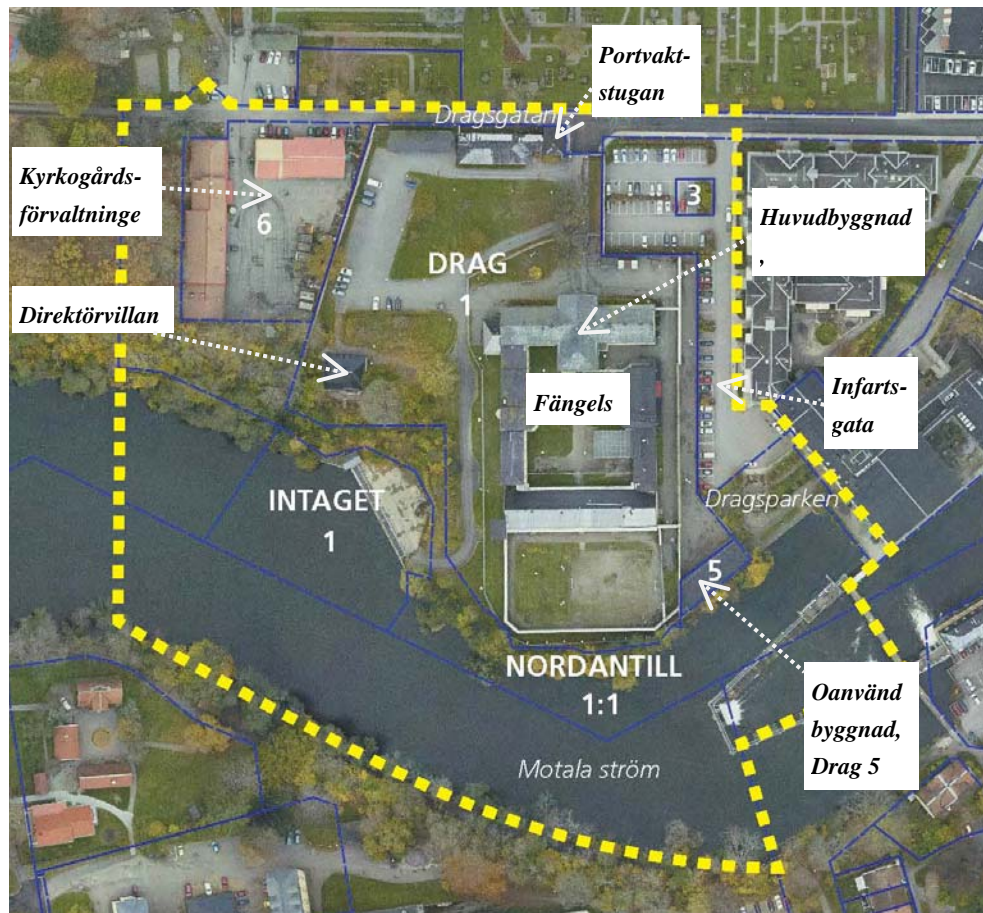 Portvakt-
stugan
Dragsgatan
Kyrkogårds-
förvaltninge
6
3
Huvudbyggnad
,
DRAG
1
Direktörvillan
Fängels
Infarts-
gata
INTAGET
1
Dragsparken
5
NORDANTILL
1:1
Oanvänd
byggnad,
Drag 5
Motala ström